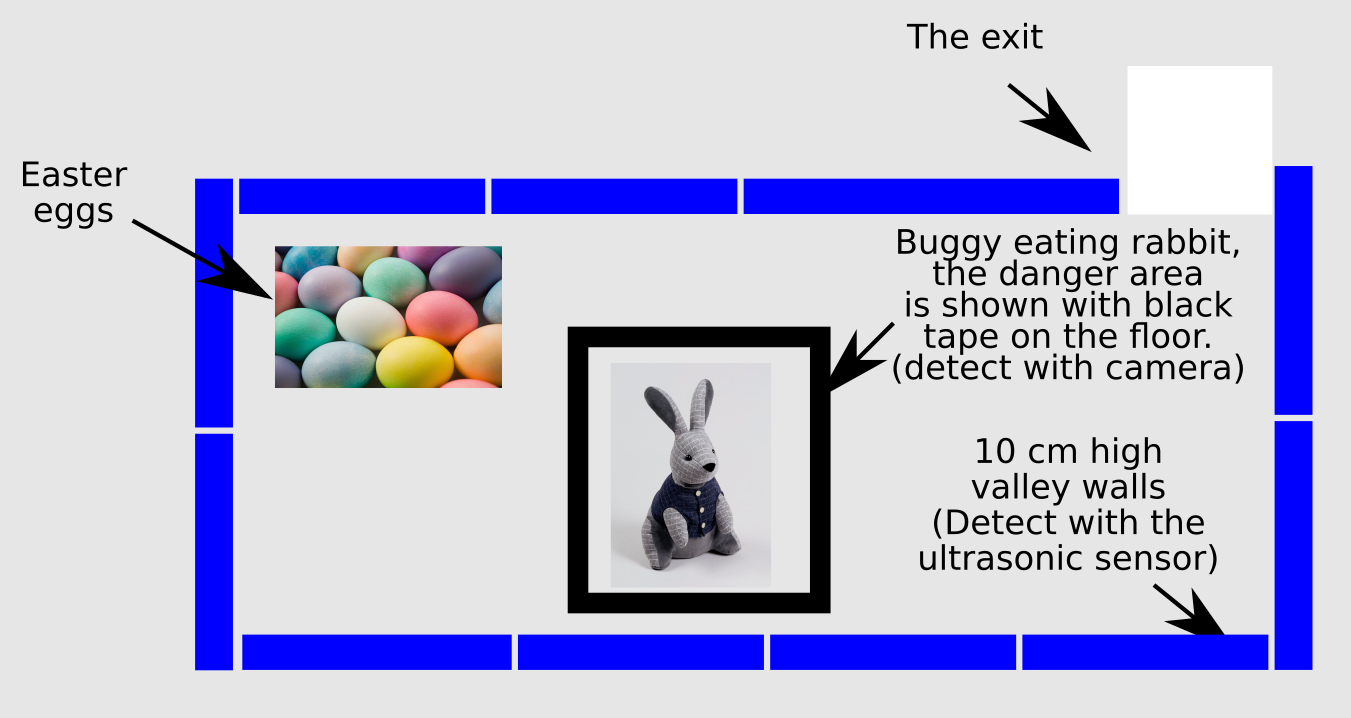 The exit
Easter
eggs
Buggy eating rabbit,
the danger area
is shown with black
tape on the floor.
(detect with camera)
10 cm high
valley walls
(Detect with the
ultrasonic sensor)